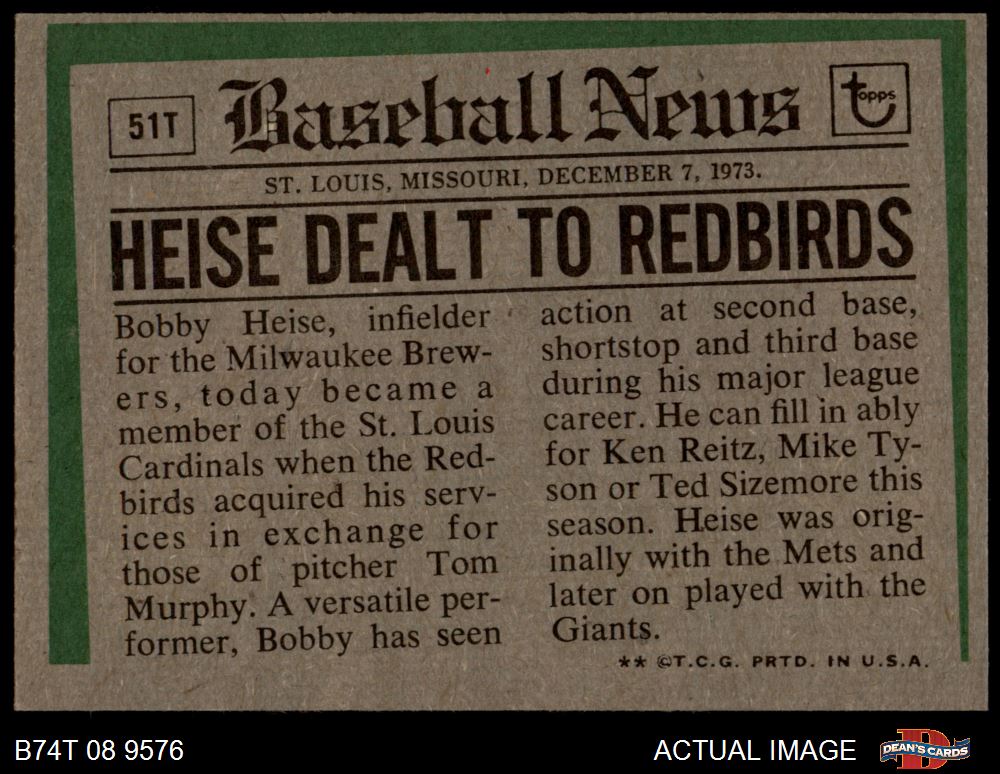 51T
Baseball News
topps
ST. LOUIS, MISSOURI, DECEMBER 7, 1973.
HEISE DEALT TO REDBIRDS
Bobby Heise, infielder
for the Milwaukee Brew-
ers, today became a
member of the St. Louis
Cardinals when the Red-
birds acquired his serv-
ices in exchange for
those of pitcher Tom
Murphy. A versatile per-
former, Bobby has seen
action at second base,
shortstop and third base
during his major league
career. He can fill in ably
for Ken Reitz, Mike Ty-
son or Ted Sizemore this
season. Heise was orig-
inally with the Mets and
later on played with the
Giants.
** ©T.C.G. PRTD. IN U.S.A.
B74T 08 9576
ACTUAL IMAGE
DEAN'S CARDS